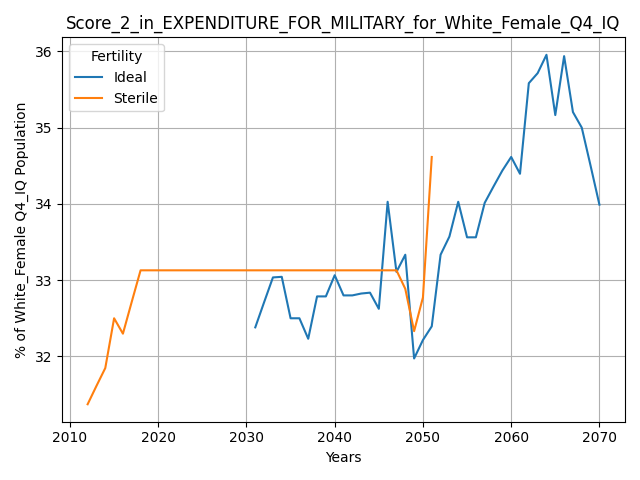 Score_2_in_EXPENDITURE_FOR_MILITARY_for_White_Female_Q4_IQ
Fertility
Ideal
Sterile
% of White_Female Q4_IQ Population
36
35
34
33
32
2010 2020 2030 2040 2050 2060 2070
Years